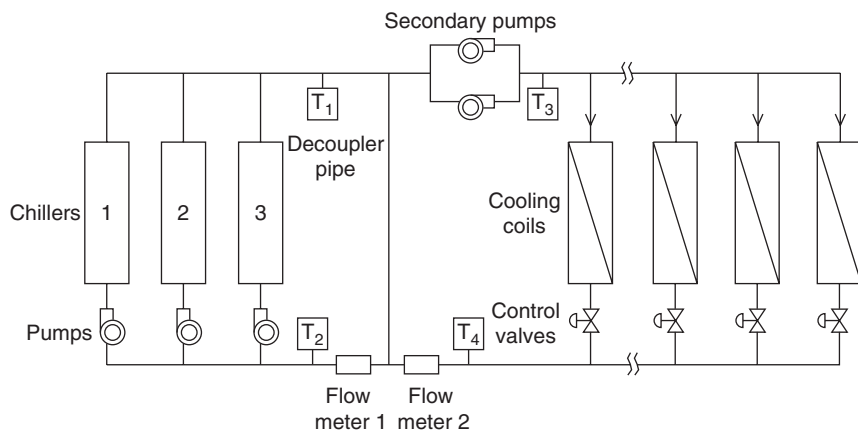 Secondary pumps
T1
T3
Decoupler
pipe
Chillers
1
2
3
Cooling
coils
Pumps
T2
T4
Control
valves
Flow
meter 1
Flow
meter 2